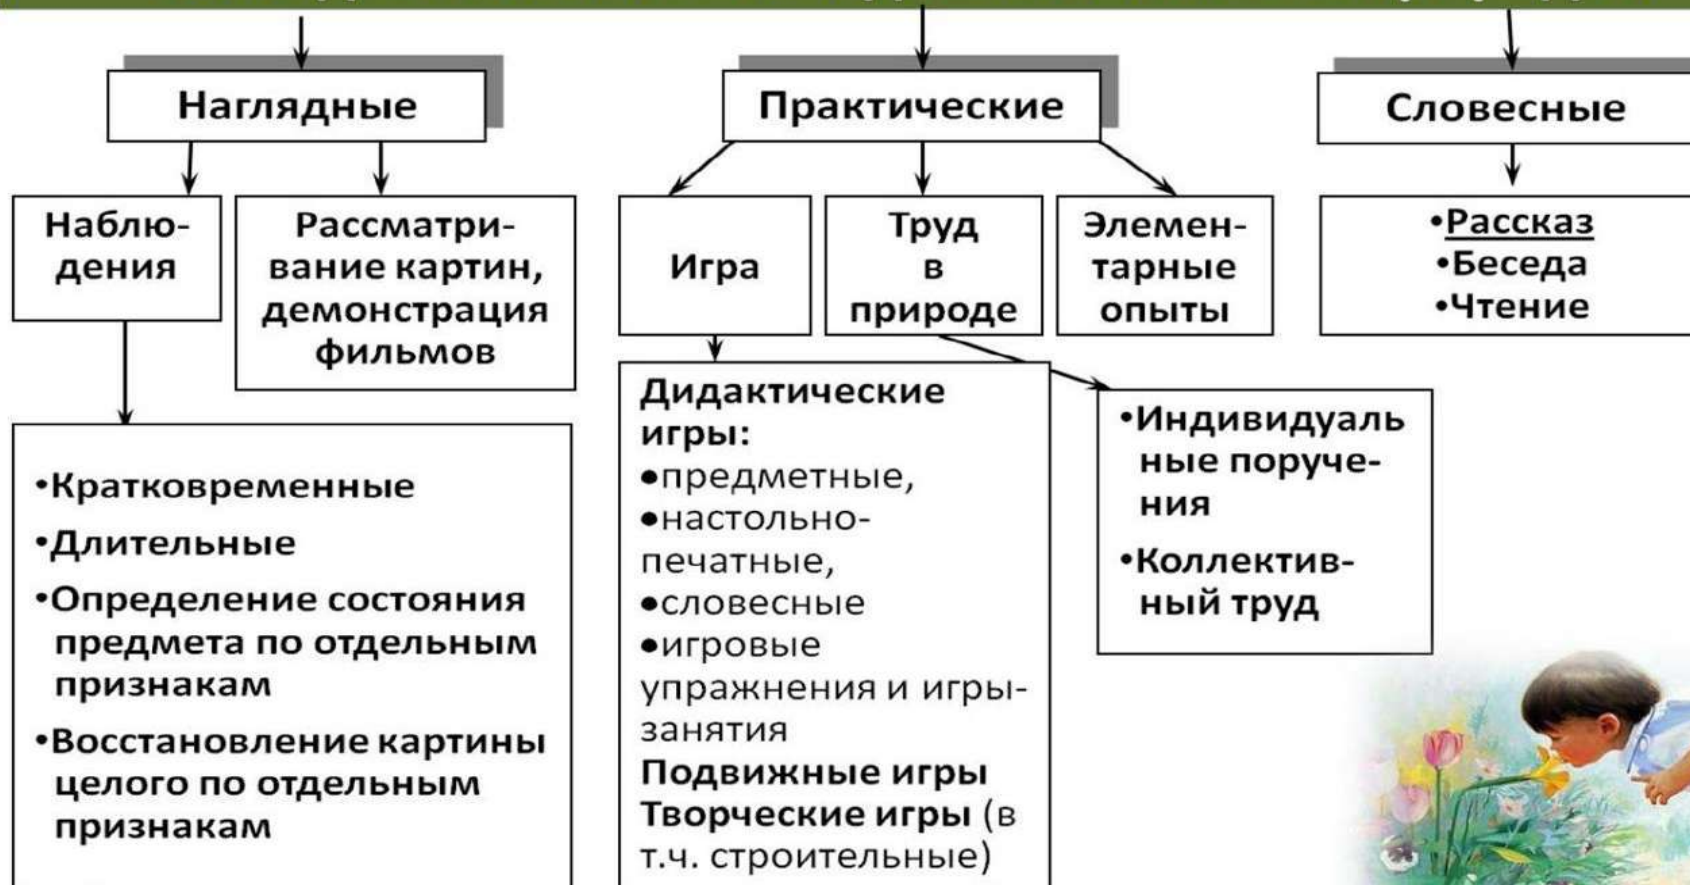 Наглядные
Практические
Словесные
Наблю-
дения
Рассматри-
вание картин,
демонстрация
фильмов
Игра
Труд
в
природе
Элемен-
тарные
опыты
•Рассказ
•Беседа
•Чтение
•Кратковременные
•Длительные
•Определение состояния
предмета по отдельным
признакам
•Восстановление картины
целого по отдельным
признакам
Дидактические
игры:
•предметные,
•настольно-
печатные,
•словесные
•игровые
упражнения и игры-
занятия
Подвижные игры
Творческие игры (в
т.ч. строительные)
•Индивидуаль
ные поруче-
ния
•Коллектив-
ный труд